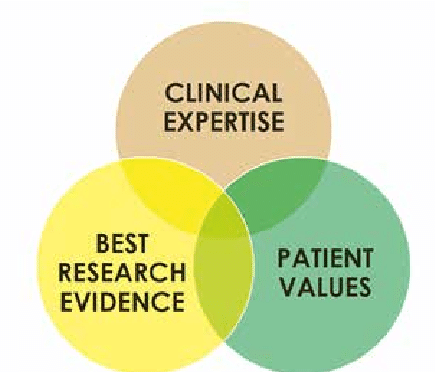 CLINICAL
EXPERTISE
BEST
RESEARCH
EVIDENCE
PATIENT
VALUES